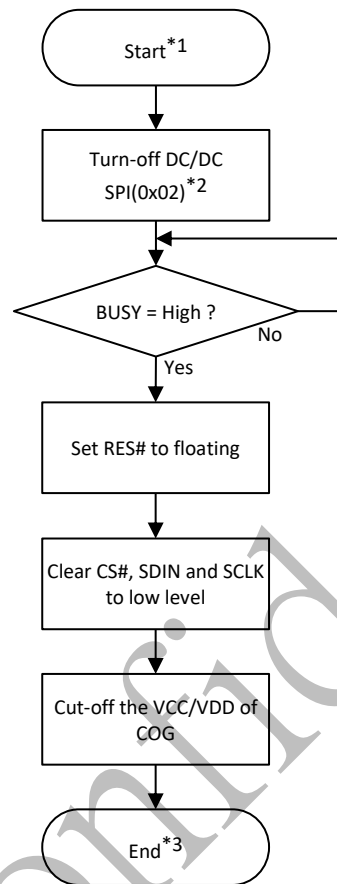 Start*1
Turn-off DC/DC
SPI(0x02)*2
BUSY = High ?
No
Yes
Set RES# to floating
Clear CS#, SDIN and SCLK
to low level
Cut-off the VCC/VDD of
COG
End*3